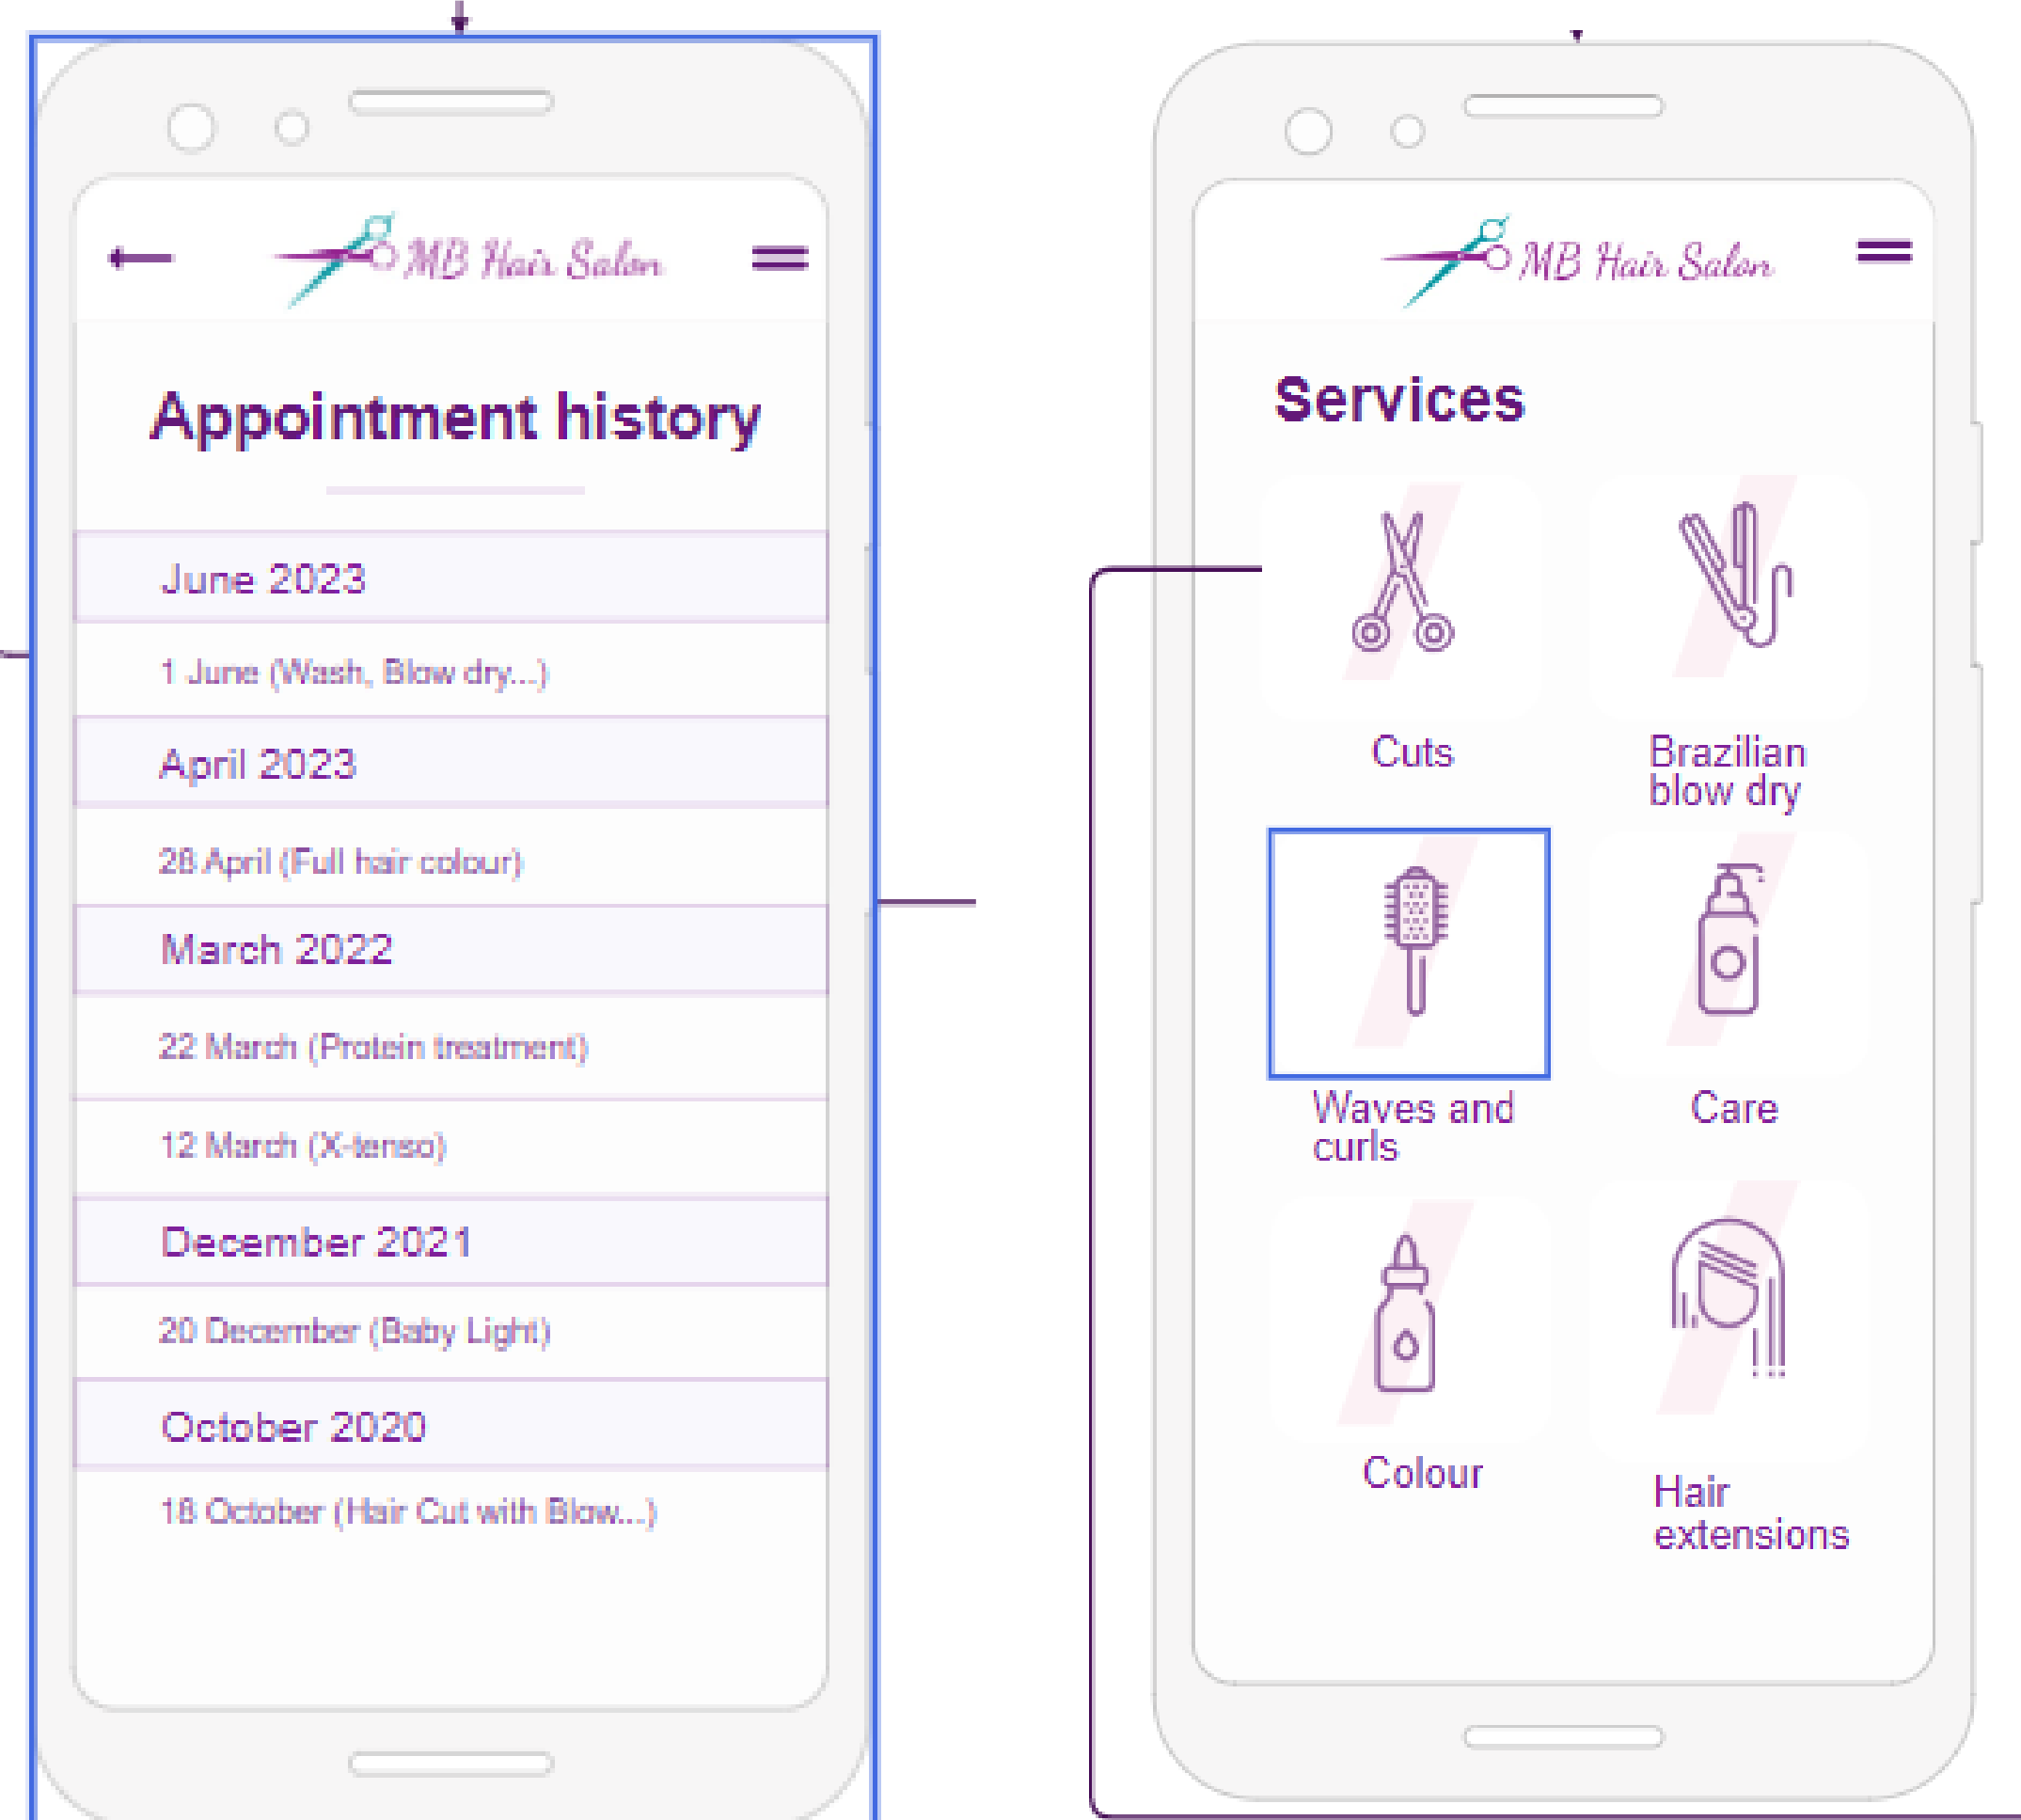 MB Hair Salon
Appointment history
June 2023
1 June (Wash, Blow dry...)
April 2023
28 April (Full hair colour)
March 2022
22 March (Protein treatment)
12 March (X-tenso)
December 2021
20 December (Baby Light)
October 2020
18 October (Hair Cut with Blow...)
MB Hair Salon
Services
Cuts
Brazilian
blow dry
Waves and
curls
Care
Colour
Hair
extensions